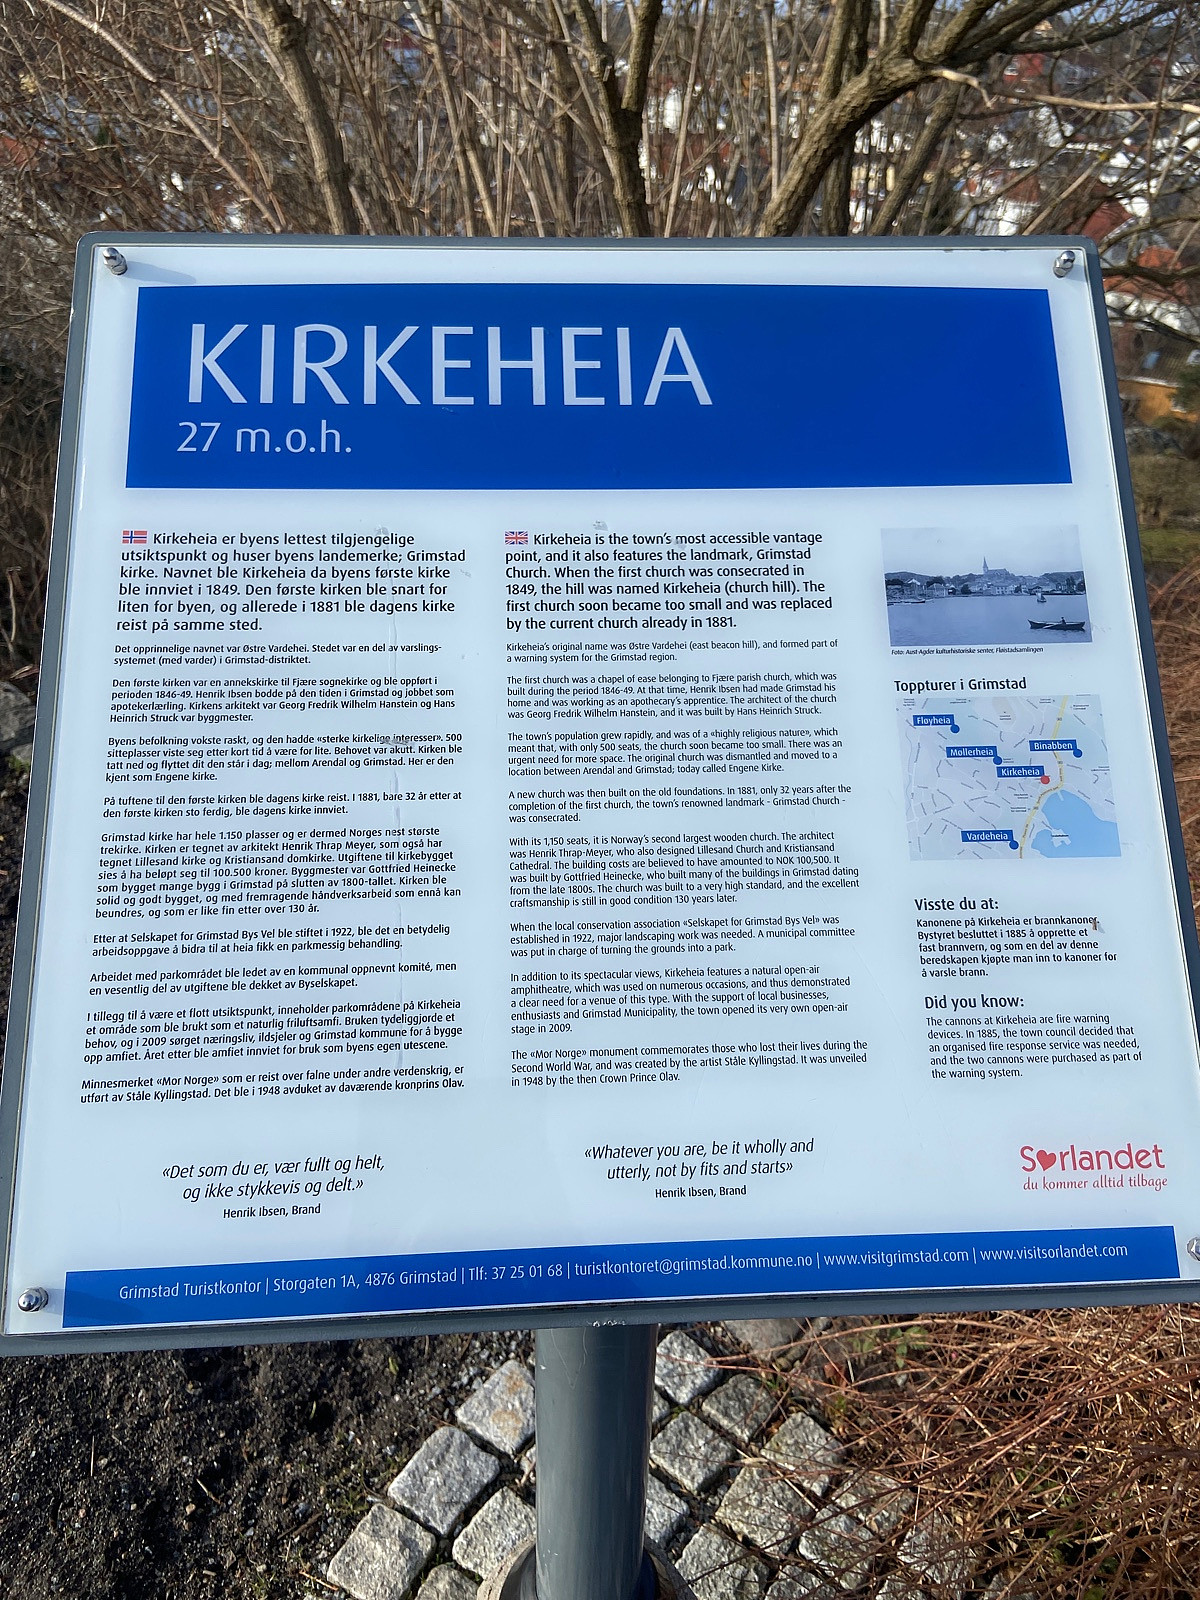 KIRKEHEIA
27 m.o.h.
Kirkeheia er byens lettest tilgjengelige
utsiktspunkt og huser byens landemerke; Grimstad
kirke. Navnet ble Kirkeheia da byens første kirke
ble innviet i 1849. Den første kirken ble snart for
liten for byen, og allerede i 1881 ble dagens kirke
reist på samme sted.
Det opprinnelige navnet var Østre Vardehei. Stedet var en del av varslings-
systemet (med varder) i Grimstad-distriktet.
Den første kirken var en annekskirke til Fjære sognekirke og ble oppført i
perioden 1846-49. Henrik Ibsen bodde på den tiden i Grimstad og jobbet som
apotekerlærling. Kirkens arkitekt var Georg Fredrik Wilhelm Hanstein og Hans
Heinrich Struck var byggmester.
Byens befolkning vokste raskt, og den hadde «sterke kirkelige interesser». 500
sitteplasser viste seg etter kort tid å være for lite. Behovet var akutt. Kirken ble
tatt ned og flyttet dit den står i dag; mellom Arendal og Grimstad. Her er den
kjent som Engene kirke.
På tuftene til den første kirken ble dagens kirke reist. I 1881, bare 32 år etter at
den første kirken sto ferdig, ble dagens kirke innviet.
Grimstad kirke har hele 1.150 plasser og er dermed Norges nest største
trekirke. Kirken er tegnet av arkitekt Henrik Thrap Meyer, som også har
tegnet Lillesand kirke og Kristiansand domkirke. Utgiftene til kirkebygget
sies å ha beløpt seg til 100.500 kroner. Byggmester var Gottfried Heinecke
som bygget mange bygg i Grimstad på slutten av 1800-tallet. Kirken ble
solid og godt bygget, og med fremragende håndverksarbeid som ennå kan
beundres, og som er like fin etter over 130 år.
Etter at Selskapet for Grimstad Bys Vel ble stiftet i 1922, ble det en betydelig
arbeidsoppgave å bidra til at heia fikk en parkmessig behandling.
Arbeidet med parkområdet ble ledet av en kommunal oppnevnt komité, men
en vesentlig del av utgiftene ble dekket av Byselskapet.
I tillegg til å være et flott utsiktspunkt, inneholder parkområdene på Kirkeheia
et område som ble brukt som et naturlig friluftsamfi. Bruken tydeliggjorde et
behov, og i 2009 sørget næringsliv, ildsjeler og Grimstad kommune for å bygge
opp amfiet. Året etter ble amfiet innviet for bruk som byens egen utescene.
Minnesmerket «Mor Norge» som er reist over falne under andre verdenskrig, er
utført av Ståle Kyllingstad. Det ble i 1948 avduket av daværende kronprins Olav.
«Det som du er, vær fullt og helt,
og ikke stykkevis og delt.»
Henrik Ibsen, Brand
Kirkeheia is the town's most accessible vantage
point, and it also features the landmark, Grimstad
Church. When the first church was consecrated in
1849, the hill was named Kirkeheia (church hill). The
first church soon became too small and was replaced
by the current church already in 1881.
Kirkeheia's original name was Østre Vardehei (east beacon hill), and formed part of
a warning system for the Grimstad region.
The first church was a chapel of ease belonging to Fjære parish church, which was
built during the period 1846-49. At that time, Henrik Ibsen had made Grimstad his
home and was working as an apothecary's apprentice. The architect of the church
was Georg Fredrik Wilhelm Hanstein, and it was built by Hans Heinrich Struck.
The town's population grew rapidly, and was of a «highly religious nature», which
meant that, with only 500 seats, the church soon became too small. There was an
urgent need for more space. The original church was dismantled and moved to a
location between Arendal and Grimstad; today called Engene Kirke.
A new church was then built on the old foundations. In 1881, only 32 years after the
completion of the first church, the town's renowned landmark - Grimstad Church -
was consecrated.
With its 1,150 seats, it is Norway's second largest wooden church. The architect
was Henrik Thrap-Meyer, who also designed Lillesand Church and Kristiansand
Cathedral. The building costs are believed to have amounted to NOK 100,500. It
was built by Gottfried Heinecke, who built many of the buildings in Grimstad dating
from the late 1800s. The church was built to a very high standard, and the excellent
craftsmanship is still in good condition 130 years later.
When the local conservation association «Selskapet for Grimstad Bys Vel» was
established in 1922, major landscaping work was needed. A municipal committee
was put in charge of turning the grounds into a park.
In addition to its spectacular views, Kirkeheia features a natural open-air
amphitheatre, which was used on numerous occasions, and thus demonstrated
a clear need for a venue of this type. With the support of local businesses,
enthusiasts and Grimstad Municipality, the town opened its very own open-air
stage in 2009.
The «Mor Norge» monument commemorates those who lost their lives during the
Second World War, and was created by the artist Ståle Kyllingstad. It was unveiled
in 1948 by the then Crown Prince Olav.
«Whatever you are, be it wholly and
utterly, not by fits and starts»
Henrik Ibsen, Brand
Foto: Aust-Agder kulturhistoriske senter, Fløistadsamlingen
Toppturer i Grimstad
Fløyheia
Møllerheia
Binabben
Kirkeheia
Vardeheia
Visste du at:
Kanonene på Kirkeheia er brannkanoner.
Bystyret besluttet i 1885 å opprette et
fast brannvern, og som en del av denne
beredskapen kjøpte man inn to kanoner for
å varsle brann.
Did you know:
The cannons at Kirkeheia are fire warning
devices. In 1885, the town council decided that
an organised fire response service was needed,
and the two cannons were purchased as part of
the warning system.
Sørlandet
du kommer alltid tilbage
Grimstad Turistkontor | Storgaten 1A, 4876 Grimstad | Tlf: 37 25 01 68 | turistkontoret@grimstad.kommune.no | www.visitgrimstad.com | www.visitsorlandet.com